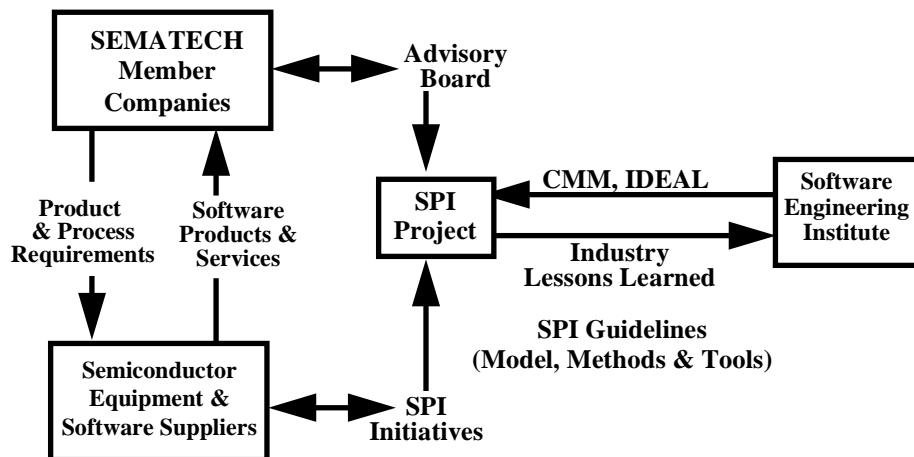 SEMATECH
Member
Companies
Advisory
Board
CMM, IDEAL
Software
Engineering
Institute
SPI
Project
Product
& Process
Requirements
Software
Products &
Services
Industry
Lessons Learned
SPI Guidelines
(Model, Methods & Tools)
Semiconductor
Equipment &
Software Suppliers
SPI
Initiatives